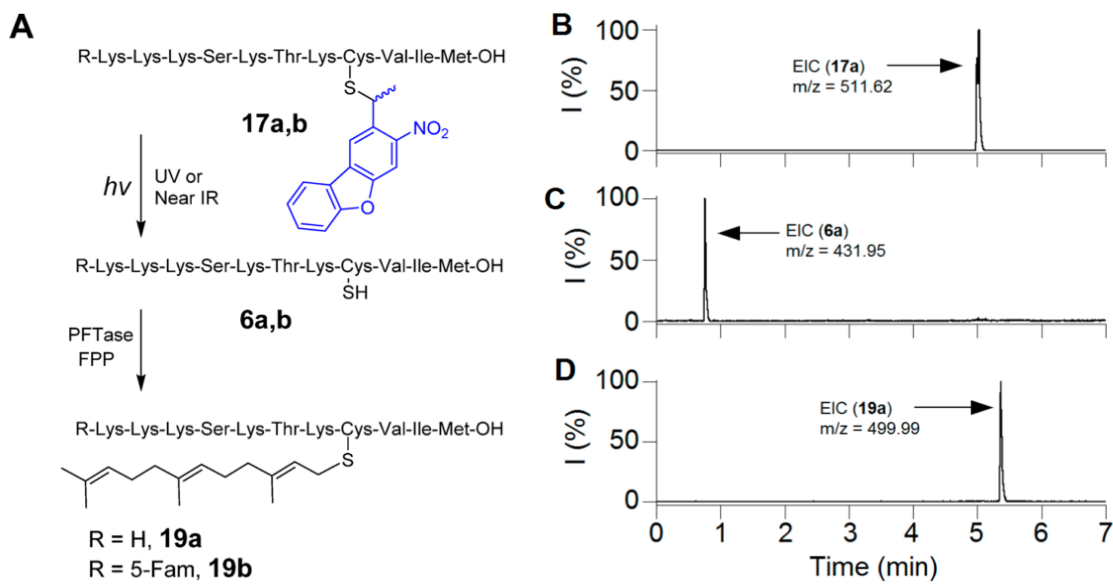 A
R-Lys-Lys-Lys-Ser-Lys-Thr-Lys-Cys-Val-Ile-Met-OH
S
17a,b
NO2
O
hν
UV or
Near IR
R-Lys-Lys-Lys-Ser-Lys-Thr-Lys-Cys-Val-Ile-Met-OH
SH
6a,b
PFTase
FPP
R-Lys-Lys-Lys-Ser-Lys-Thr-Lys-Cys-Val-Ile-Met-OH
S
R = H, 19a
R = 5-Fam, 19b
B
I (%)
100
50
0
EIC (17a)
m/z = 511.62
C
I (%)
100
50
0
EIC (6a)
m/z = 431.95
D
I (%)
100
50
0
EIC (19a)
m/z = 499.99
0 1 2 3 4 5 6 7
Time (min)